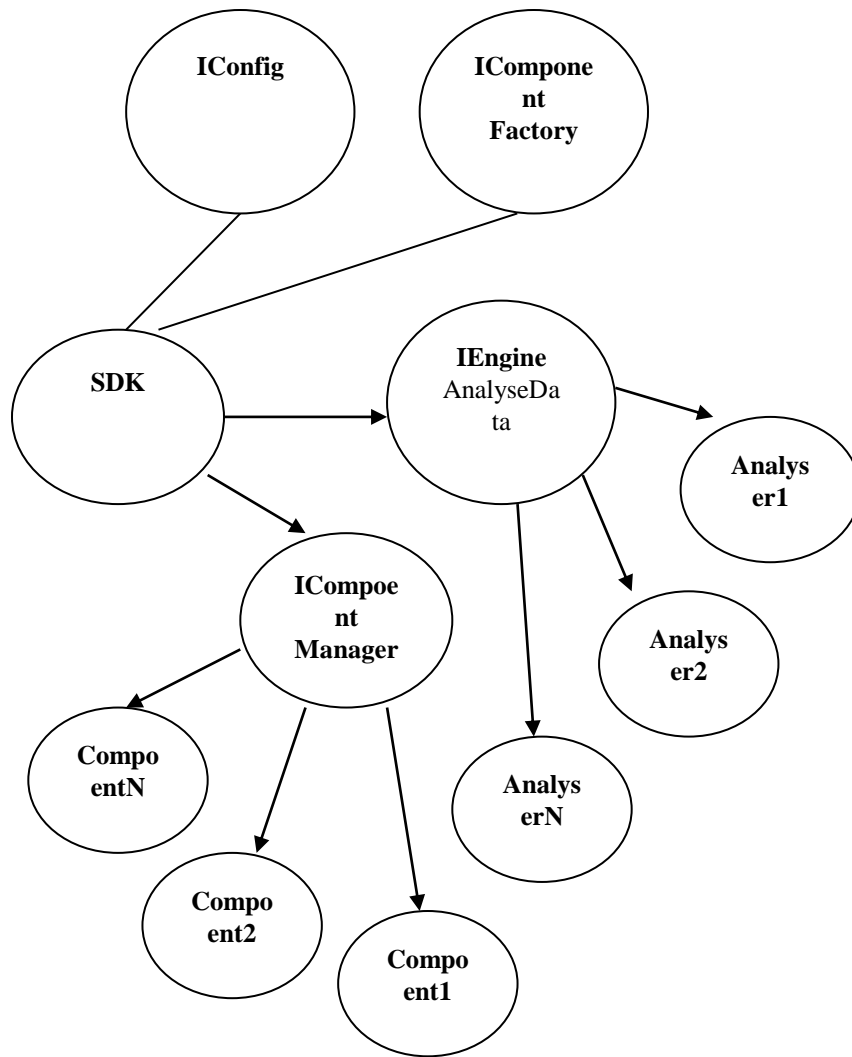 IConfig
ICompone
nt
Factory
SDK
IEngine
AnalyseDa
ta
Analys
er1
ICompoe
nt
Manager
Analys
er2
Compo
entN
Analys
erN
Compo
ent2
Compo
ent1